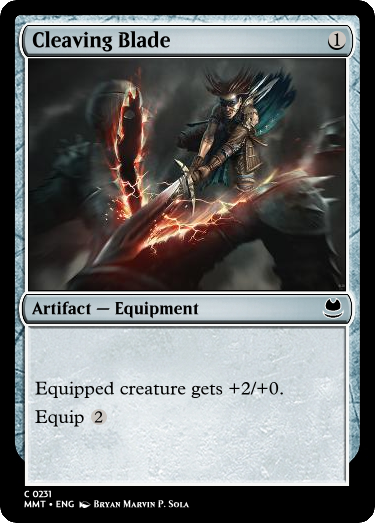 Cleaving Blade 1
Artifact — Equipment
Equipped creature gets +2/+0.
Equip 2
C 0231
MMT • ENG Bryan Marvin P. Sola